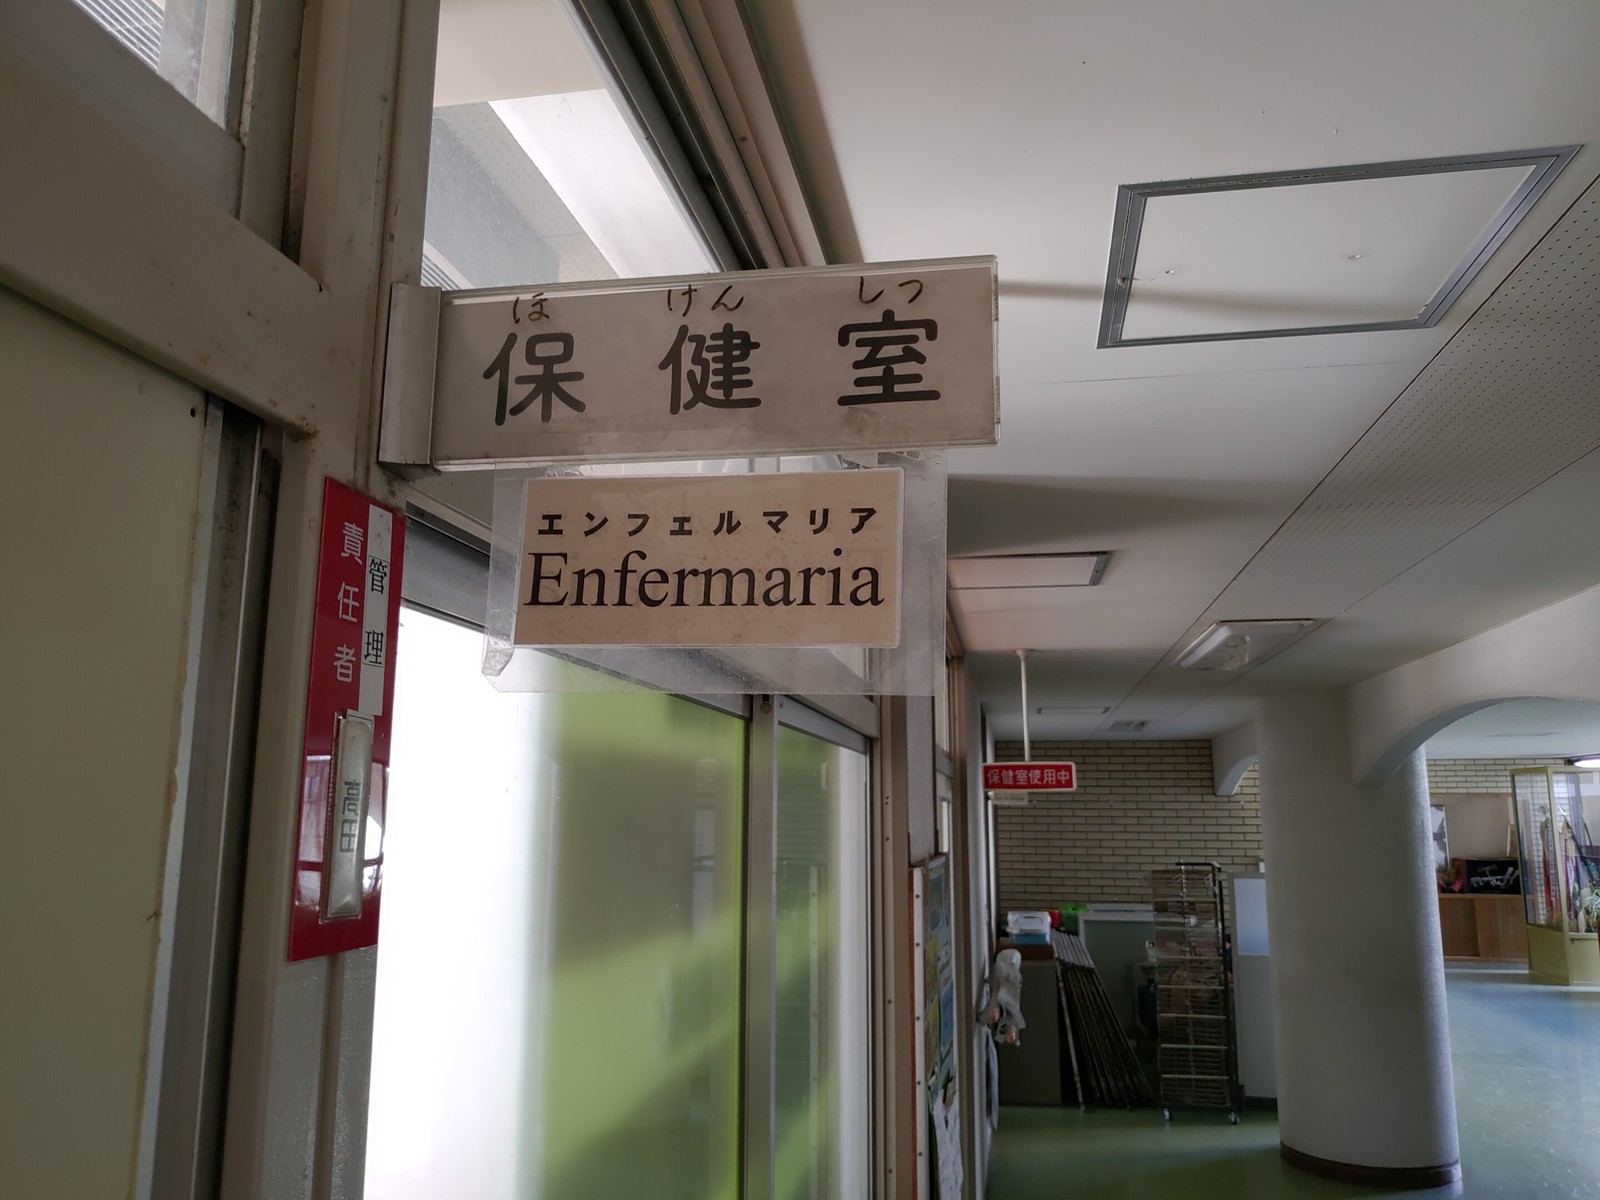 ほ けん しつ
保健室
エンフェルマリア
Enfermaria
管理
責任者
高田
保健室使用中